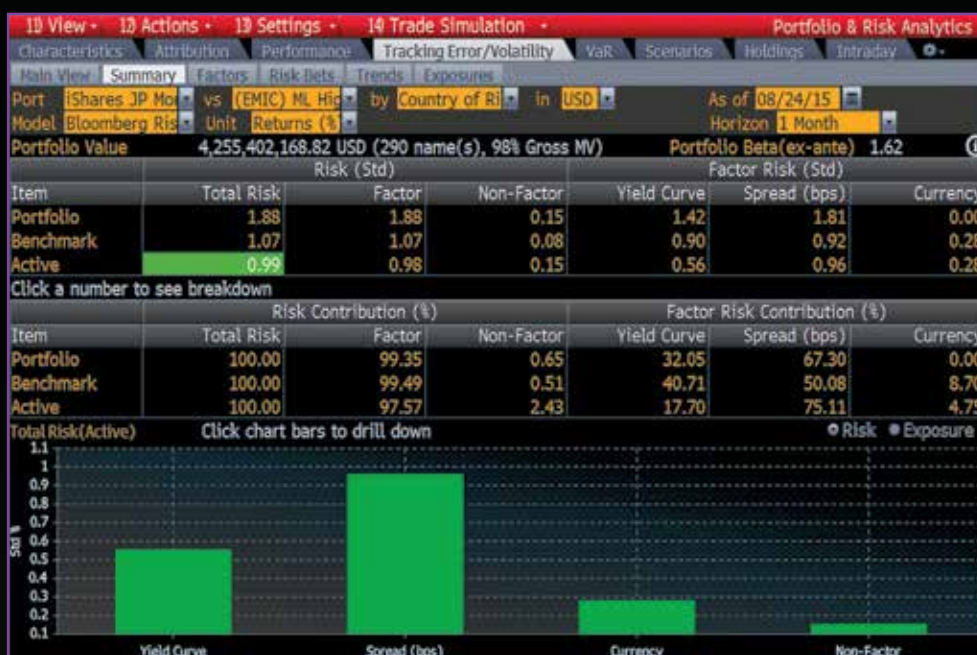 11) View - 12) Actions - 13) Settings - 14) Trade Simulation - Portfolio & Risk Analytics
Characteristics Attribution Performance Tracking Error/Volatility VaR Scenarios Holdings Intraday
Main View Summary Factors Risk Bets Trends Exposures
Port iShares JP Mor vs (EMIC) ML Hig by Country of Ri in USD As of 08/24/15
Model Bloomberg Ris Unit Returns (% Horizon 1 Month
Portfolio Value 4,255,402,168.82 USD (290 name(s), 98% Gross MV) Portfolio Beta(ex-ante) 1.62
Risk (Std) Factor Risk (Std)
Item Total Risk Factor Non-Factor Yield Curve Spread (bps) Currency
Portfolio 1.88 1.88 0.15 1.42 1.81 0.00
Benchmark 1.07 1.07 0.08 0.90 0.92 0.28
Active 0.99 0.98 0.15 0.56 0.96 0.28
Click a number to see breakdown
Risk Contribution (%) Factor Risk Contribution (%)
Item Total Risk Factor Non-Factor Yield Curve Spread (bps) Currency
Portfolio 100.00 99.35 0.65 32.05 67.30 0.00
Benchmark 100.00 99.49 0.51 40.71 50.08 8.70
Active 100.00 97.57 2.43 17.70 75.11 4.75
Total Risk(Active) Click chart bars to drill down Risk Exposure
1.1
1
0.9
0.8
0.7
0.6
0.5
0.4
0.3
0.2
0.1
Std %
Yield Curve Spread (bps) Currency Non-Factor